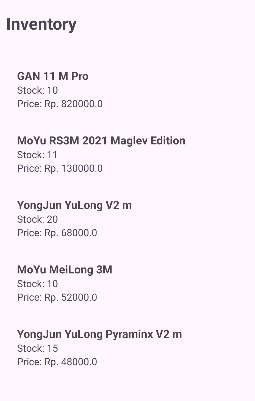 Inventory
GAN 11 M Pro
Stock: 10
Price: Rp. 820000.0
MoYu RS3M 2021 Maglev Edition
Stock: 11
Price: Rp. 130000.0
YongJun YuLong V2 m
Stock: 20
Price: Rp. 68000.0
MoYu MeiLong 3M
Stock: 10
Price: Rp. 52000.0
YongJun YuLong Pyraminx V2 m
Stock: 15
Price: Rp. 48000.0